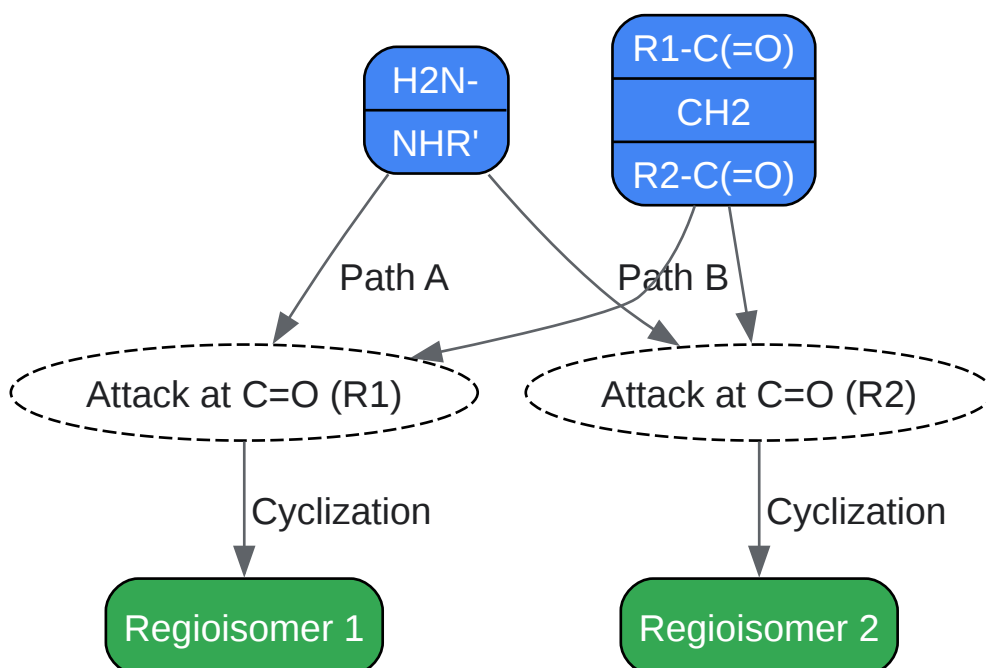 H2N-
NHR'
R1-C(=O)
CH2
R2-C(=O)
Path A
Path B
Attack at C=O (R1)
Attack at C=O (R2)
Cyclization
Cyclization
Regioisomer 1
Regioisomer 2